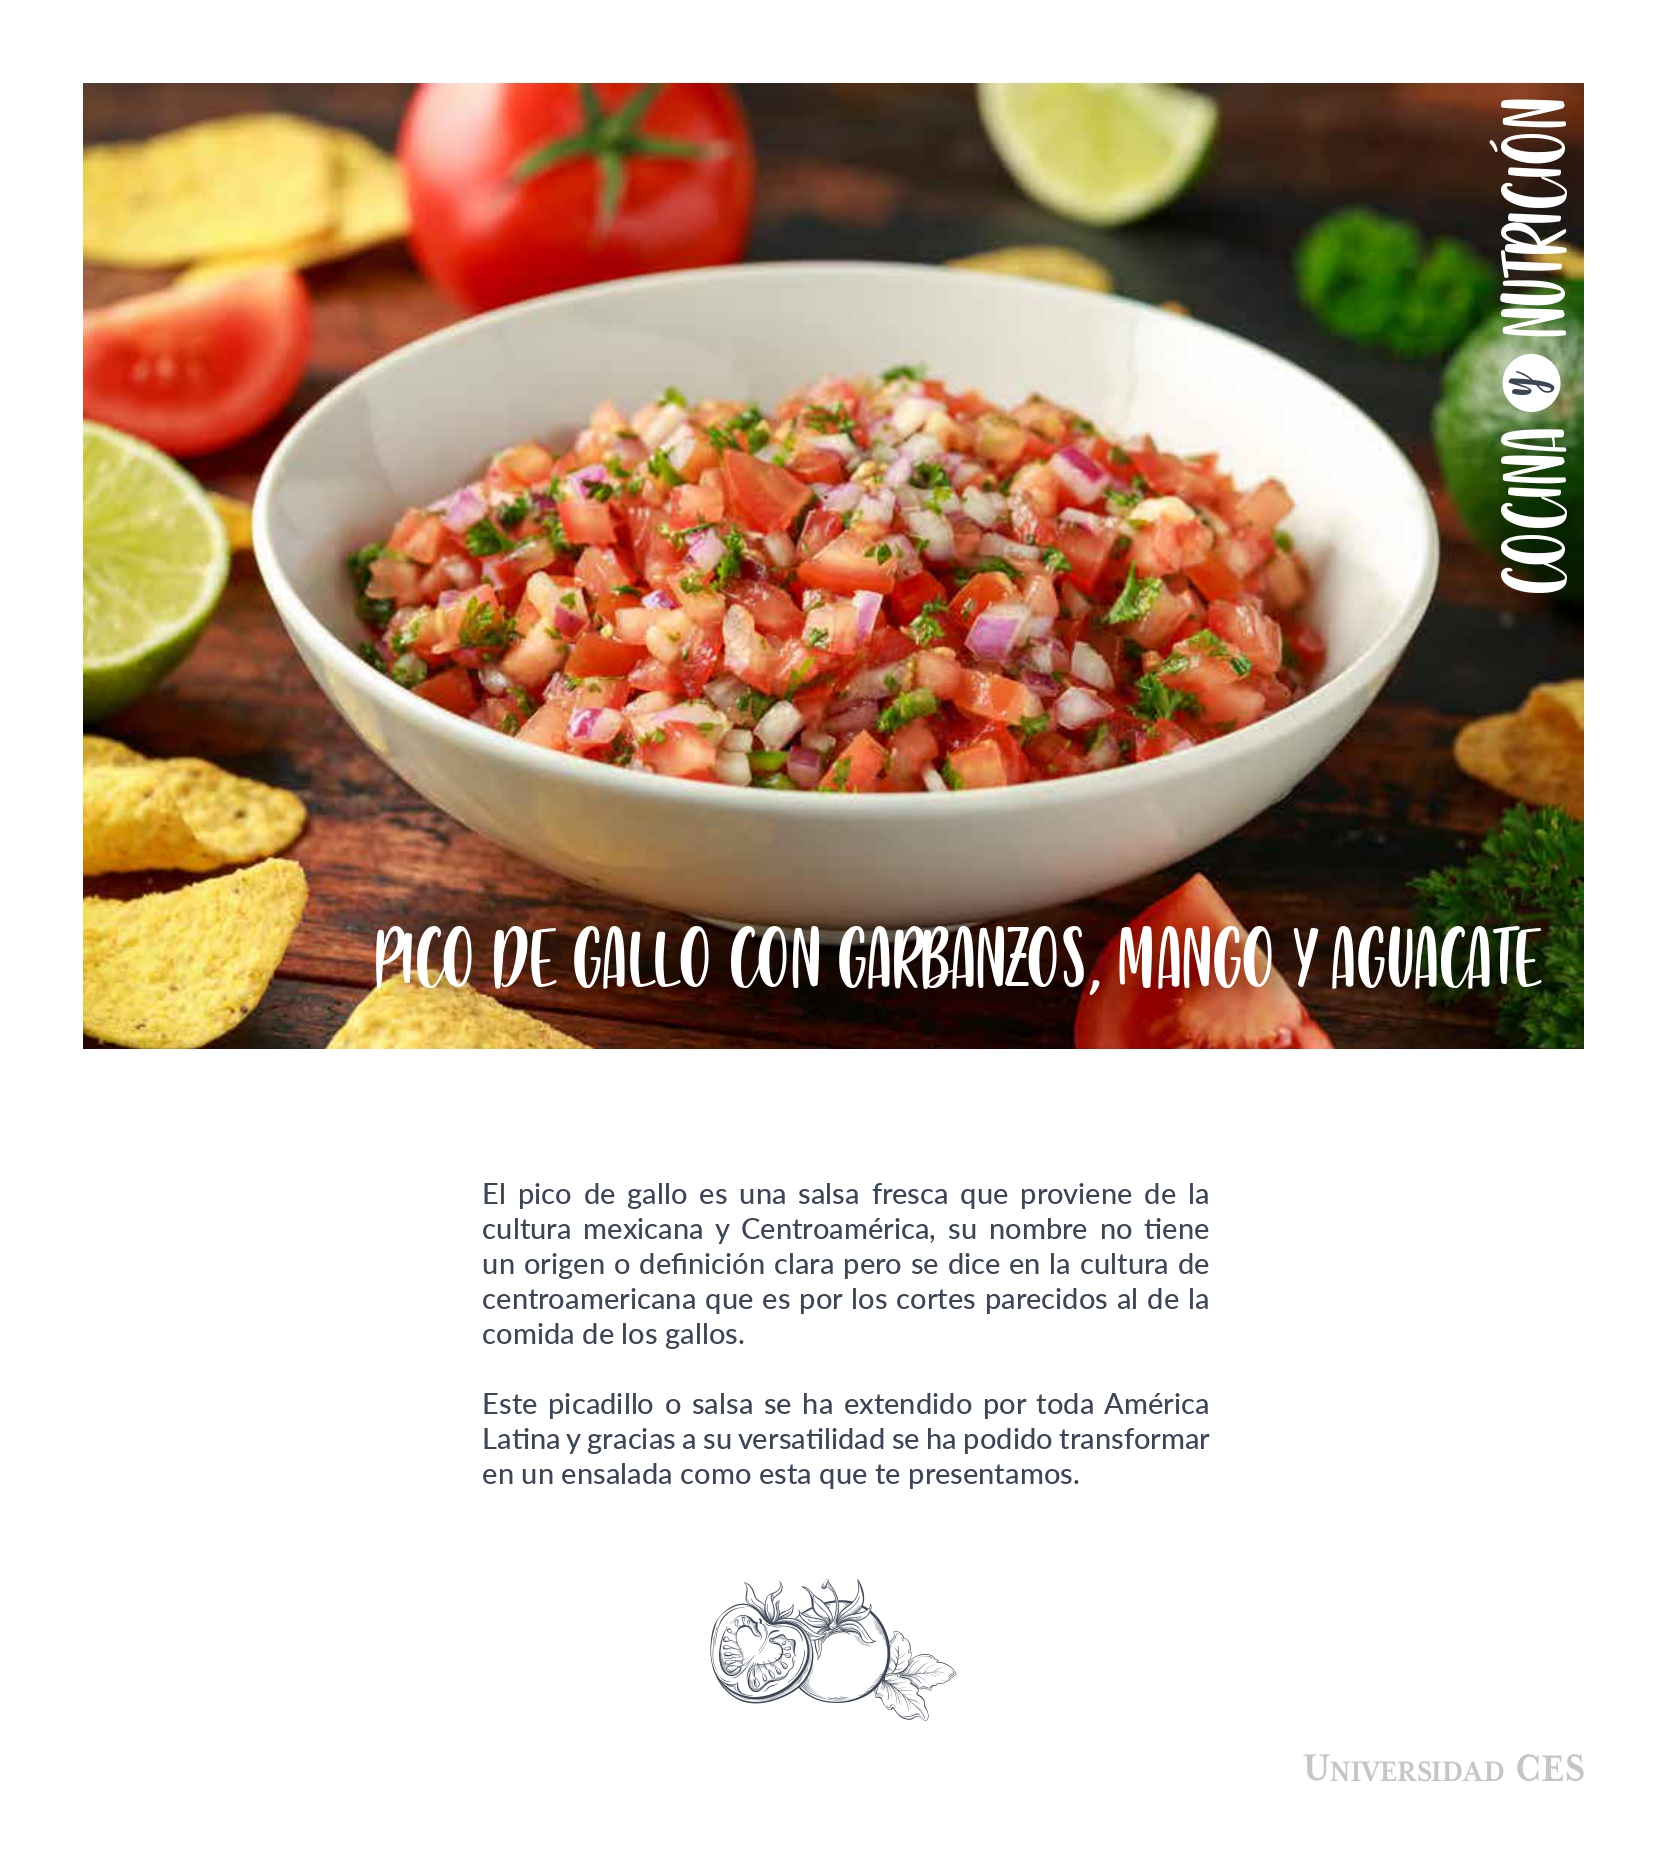 COCINA y NUTRICIÓN
PICO DE GALLO CON GARBANZOS, MANGO Y AGUACATE
El pico de gallo es una salsa fresca que proviene de la
cultura mexicana y Centroamérica, su nombre no tiene
un origen o definición clara pero se dice en la cultura de
centroamericana que es por los cortes parecidos al de la
comida de los gallos.
Este picadillo o salsa se ha extendido por toda América
Latina y gracias a su versatilidad se ha podido transformar
en un ensalada como esta que te presentamos.
UNIVERSIDAD CES